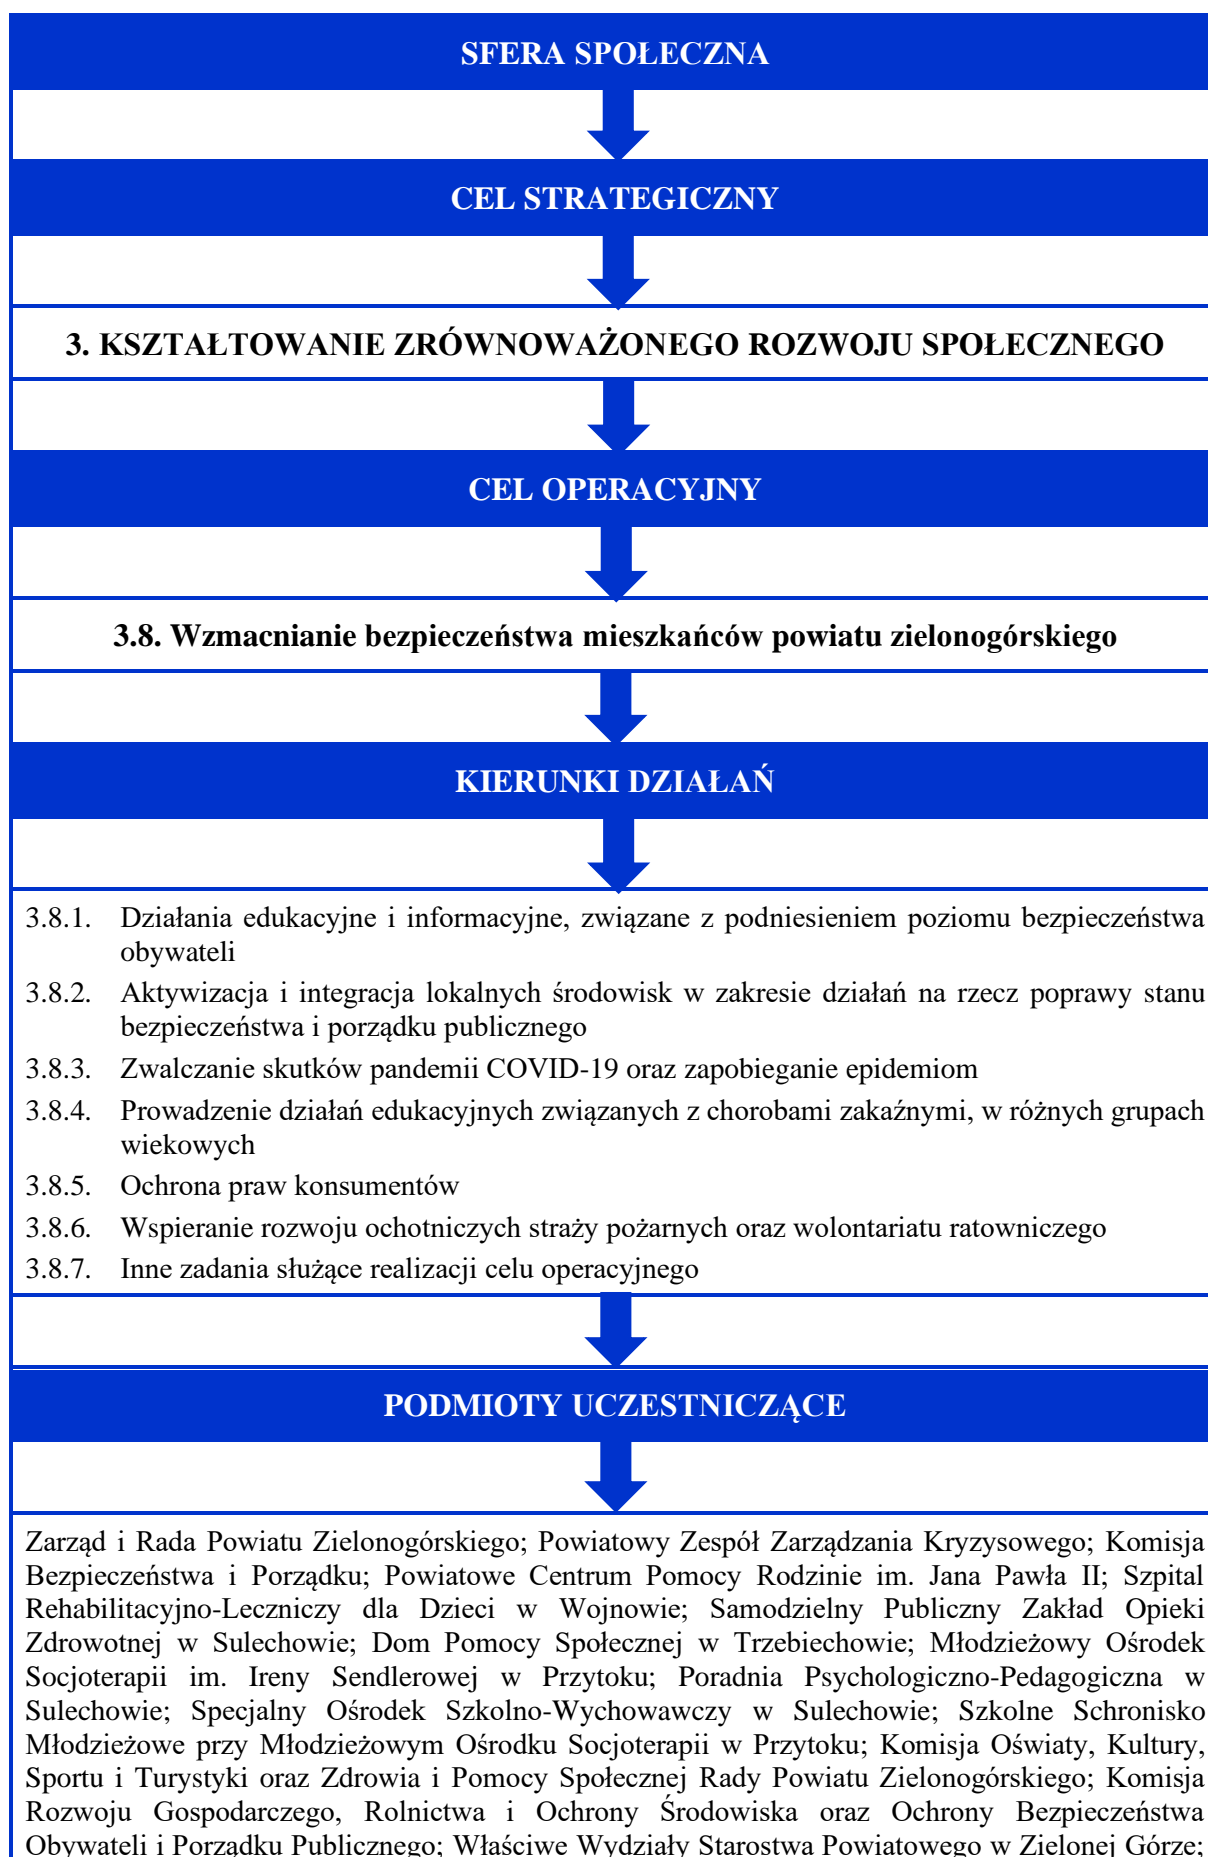 SFERA SPOŁECZNA
CEL STRATEGICZNY
3. KSZTAŁTOWANIE ZRÓWNOWAŻONEGO ROZWOJU SPOŁECZNEGO
CEL OPERACYJNY
3.8. Wzmacnianie bezpieczeństwa mieszkańców powiatu zielonogórskiego
KIERUNKI DZIAŁAŃ
3.8.1. Działania edukacyjne i informacyjne, związane z podniesieniem poziomu bezpieczeństwa
obywateli
3.8.2. Aktywizacja i integracja lokalnych środowisk w zakresie działań na rzecz poprawy stanu
bezpieczeństwa i porządku publicznego
3.8.3. Zwalczanie skutków pandemii COVID-19 oraz zapobieganie epidemiom
3.8.4. Prowadzenie działań edukacyjnych związanych z chorobami zakaźnymi, w różnych grupach
wiekowych
3.8.5. Ochrona praw konsumentów
3.8.6. Wspieranie rozwoju ochotniczych straży pożarnych oraz wolontariatu ratowniczego
3.8.7. Inne zadania służące realizacji celu operacyjnego
PODMIOTY UCZESTNICZĄCE
Zarząd i Rada Powiatu Zielonogórskiego; Powiatowy Zespół Zarządzania Kryzysowego; Komisja
Bezpieczeństwa i Porządku; Powiatowe Centrum Pomocy Rodzinie im. Jana Pawła II; Szpital
Rehabilitacyjno-Leczniczy dla Dzieci w Wojnowie; Samodzielny Publiczny Zakład Opieki
Zdrowotnej w Sulechowie; Dom Pomocy Społecznej w Trzebiechowie; Młodzieżowy Ośrodek
Socjoterapii im. Ireny Sendlerowej w Przytoku; Poradnia Psychologiczno-Pedagogiczna w
Sulechowie; Specjalny Ośrodek Szkolno-Wychowawczy w Sulechowie; Szkolne Schronisko
Młodzieżowe przy Młodzieżowym Ośrodku Socjoterapii w Przytoku; Komisja Oświaty, Kultury,
Sportu i Turystyki oraz Zdrowia i Pomocy Społecznej Rady Powiatu Zielonogórskiego; Komisja
Rozwoju Gospodarczego, Rolnictwa i Ochrony Środowiska oraz Ochrony Bezpieczeństwa
Obywateli i Porządku Publicznego; Właściwe Wydziały Starostwa Powiatowego w Zielonej Górze;